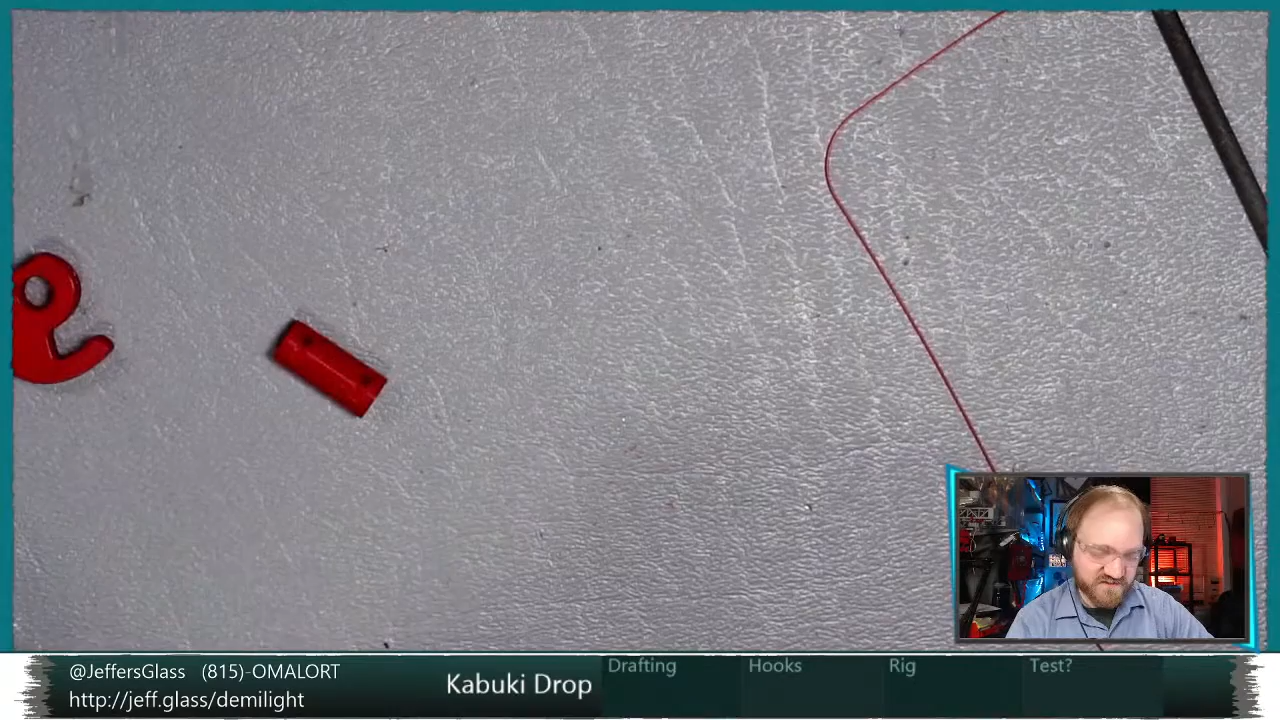 @JeffersGlass (815)-OMALORT
http://jeff.glass/demilight
Kabuki Drop
Drafting
Hooks
Rig
Test?